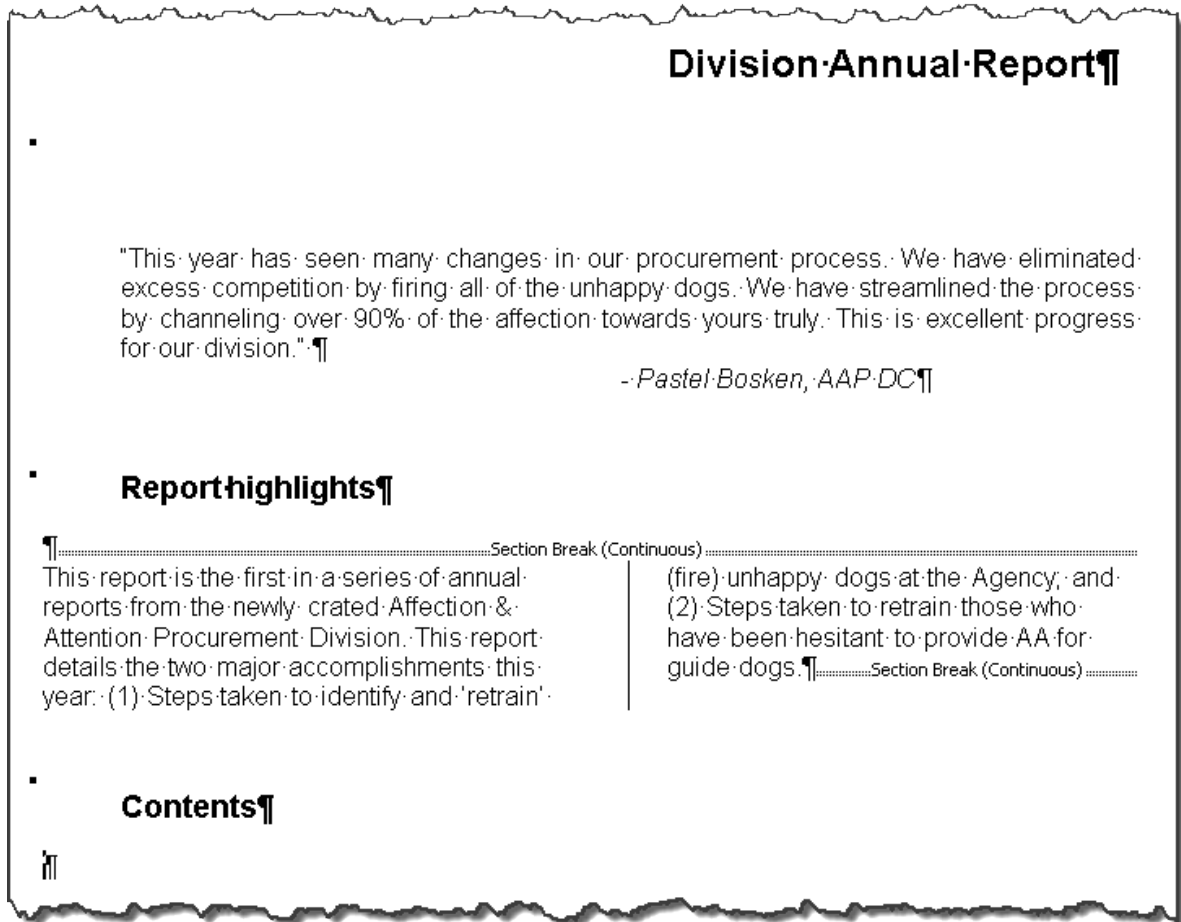 Division·Annual·Report¶
"This· year· has· seen· many· changes· in· our· procurement· process.· We· have· eliminated·
excess· competition· by· firing· all· of· the· unhappy· dogs.· We· have· streamlined· the· process·
by· channeling· over· 90%· of· the· affection· towards· yours· truly.· This· is· excellent· progress·
for·our·division."·¶
-·Pastel·Bosken,·AAP·DC¶
Report·highlights¶
¶ Section Break (Continuous)
This·report·is·the·first·in·a·series·of·annual·
reports·from·the·newly·crated·Affection·&·
Attention·Procurement·Division.·This·report·
details·the·two·major·accomplishments·this·
year:·(1)·Steps·taken·to·identify·and·'retrain'·
(fire)·unhappy·dogs·at·the·Agency;·and·
(2)·Steps·taken·to·retrain·those·who·
have·been·hesitant·to·provide·AA·for·
guide·dogs.¶ Section Break (Continuous)
Contents¶
¶